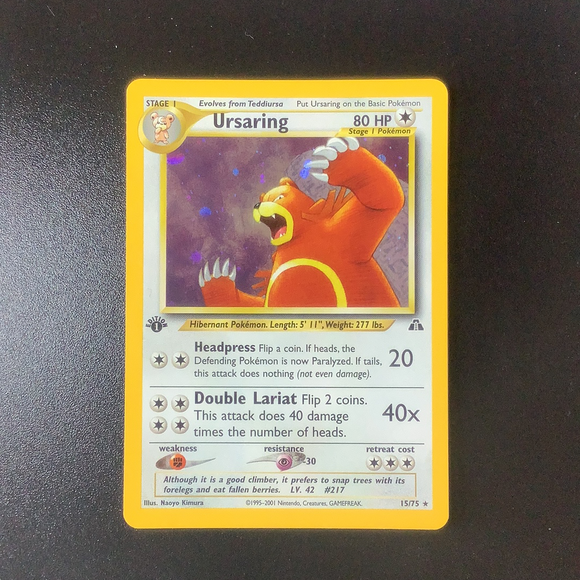 STAGE 1 Evolves from Teddiursa Put Ursaring on the Basic Pokémon
Ursaring 80 HP
Stage 1 Pokémon
EDITION
1
Hibernant Pokémon. Length: 5' 11", Weight: 277 lbs.
Headpress Flip a coin. If heads, the
Defending Pokémon is now Paralyzed. If tails,
this attack does nothing (not even damage).
20
Double Lariat Flip 2 coins.
This attack does 40 damage
times the number of heads.
40x
weakness resistance retreat cost
-30
Although it is a good climber, it prefers to snap trees with its
forelegs and eat fallen berries. LV. 42 #217
Illus. Naoyo Kimura ©1995-2001 Nintendo, Creatures, GAMEFREAK. 15/75 ★